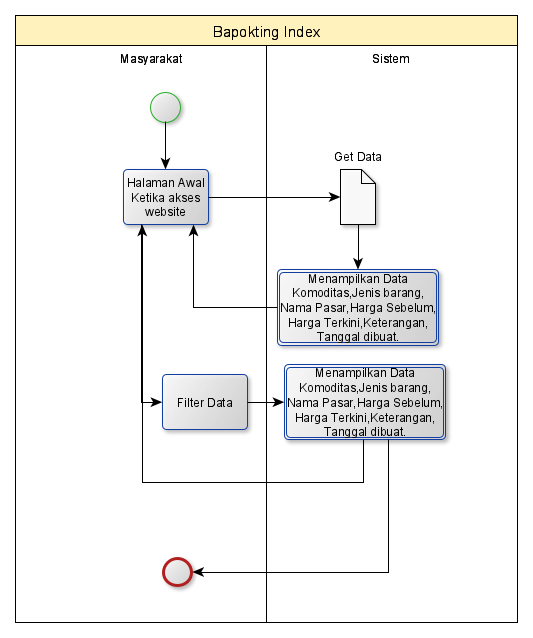 Bapokting Index
Masyarakat
Sistem
Get Data
Halaman Awal
Ketika akses
website
Menampilkan Data
Komoditas,Jenis barang,
Nama Pasar,Harga Sebelum,
Harga Terkini,Keterangan,
Tanggal dibuat.
Filter Data
Menampilkan Data
Komoditas,Jenis barang,
Nama Pasar,Harga Sebelum,
Harga Terkini,Keterangan,
Tanggal dibuat.